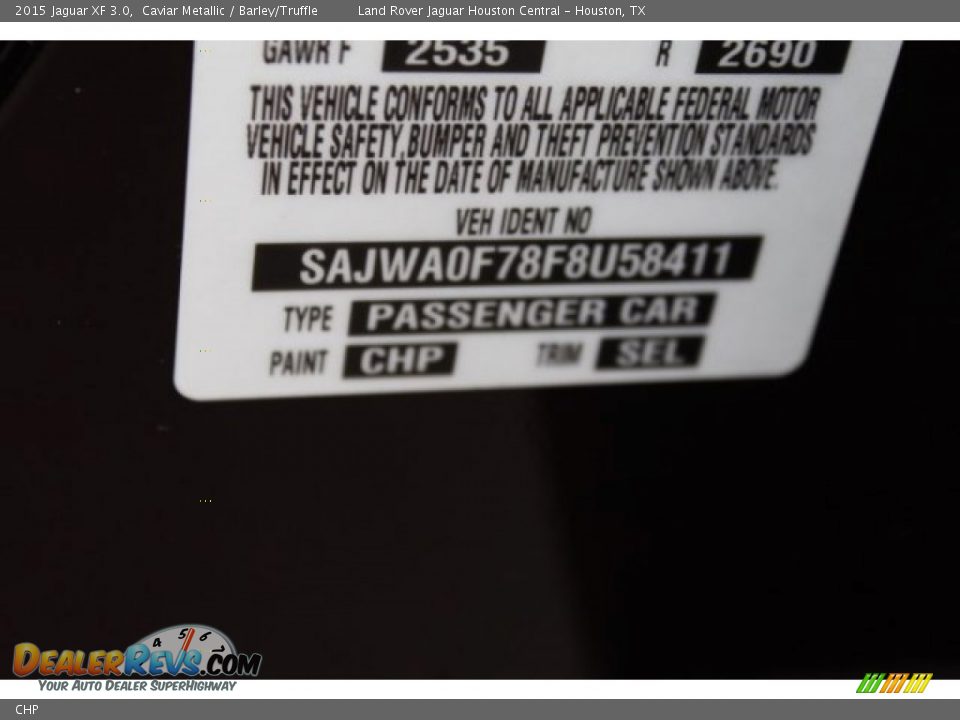 2015 Jaguar XF 3.0, Caviar Metallic / Barley/Truffle Land Rover Jaguar Houston Central - Houston, TX
GAWR F 2535 R 2690
THIS VEHICLE CONFORMS TO ALL APPLICABLE FEDERAL MOTOR
VEHICLE SAFETY,BUMPER AND THEFT PREVENTION STANDARDS
IN EFFECT ON THE DATE OF MANUFACTURE SHOWN ABOVE.
VEH IDENT NO
SAJWA0F78F8U58411
TYPE PASSENGER CAR
PAINT CHP TRIM SEL
4 5 6
DEALERREVS.COM
YOUR AUTO DEALER SUPERHIGHWAY
CHP